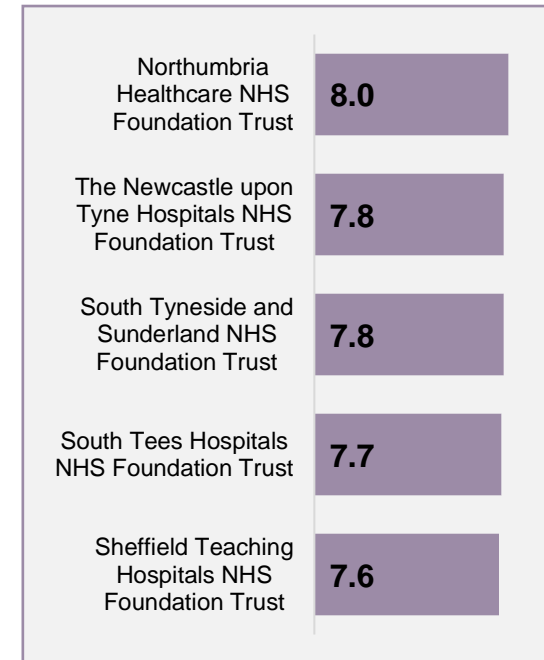 Northumbria
Healthcare NHS
Foundation Trust
8.0
The Newcastle upon
Tyne Hospitals NHS
Foundation Trust
7.8
South Tyneside and
Sunderland NHS
Foundation Trust
7.8
South Tees Hospitals
NHS Foundation Trust
7.7
Sheffield Teaching
Hospitals NHS
Foundation Trust
7.6